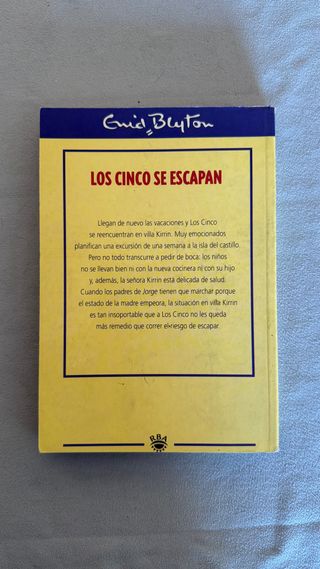 Enid Blyton
LOS CINCO SE ESCAPAN
Llegan de nuevo las vacaciones y Los Cinco
se reencuentran en villa Kirrin. Muy emocionados
planifican una excursión de una semana a la isla del castillo.
Pero no todo transcurre a pedir de boca: los niños
no se llevan bien ni con la nueva cocinera ni con su hijo
y, además, la señora Kirrin está delicada de salud.
Cuando los padres de Jorge tienen que marchar porque
el estado de la madre empeora, la situación en villa Kirrin
es tan insoportable que a Los Cinco no les queda
más remedio que correr el riesgo de escapar.
RBA